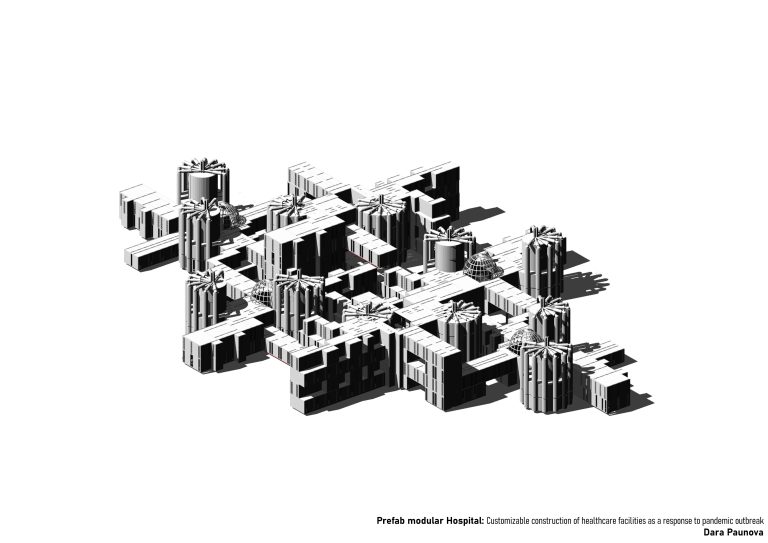 Prefab modular Hospital: Customizable construction of healthcare facilities as a response to pandemic outbreak
Dara Paunova